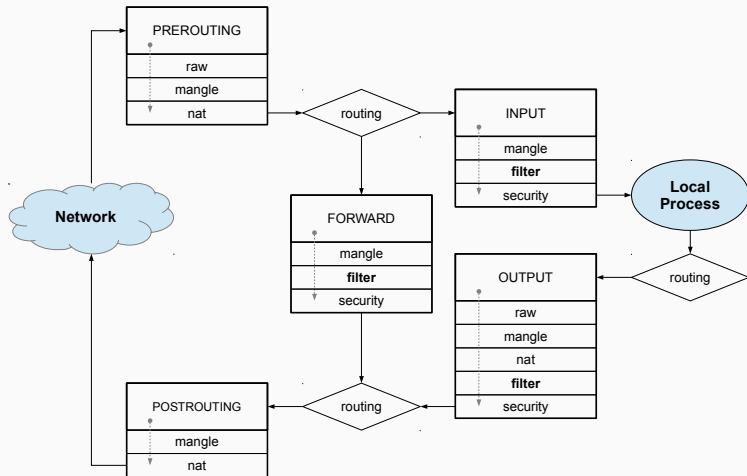 PREROUTING
raw
mangle
nat
routing
INPUT
mangle
filter
security
Local
Process
Network
FORWARD
mangle
filter
security
routing
OUTPUT
raw
mangle
nat
filter
security
routing
POSTROUTING
mangle
nat